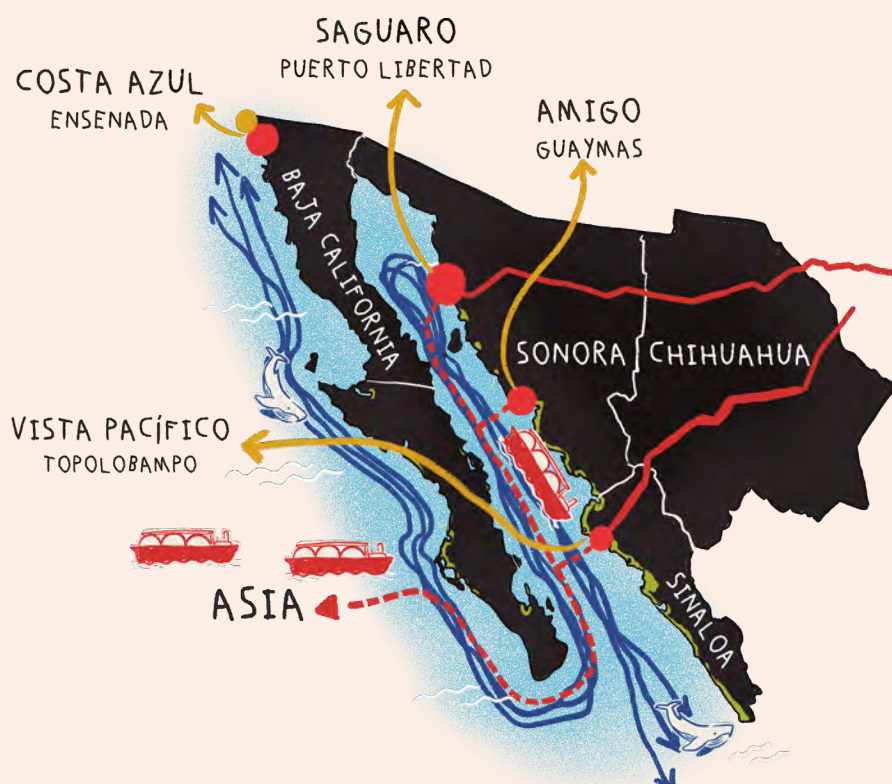 SAGUARO
PUERTO LIBERTAD
COSTA AZUL
ENSENADA
AMIGO
GUAYMAS
BAJA CALIFORNIA
SONORA
CHIHUAHUA
VISTA PACÍFICO
TOPOLOBAMPO
ASIA
SINALOA